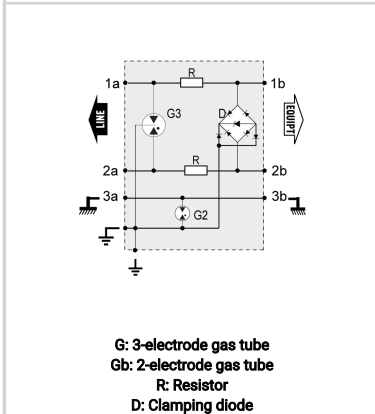 R
1a
1b
G3
D
LINE
EQUIPT
R
2a
2b
3a
3b
G2
G: 3-electrode gas tube
Gb: 2-electrode gas tube
R: Resistor
D: Clamping diode